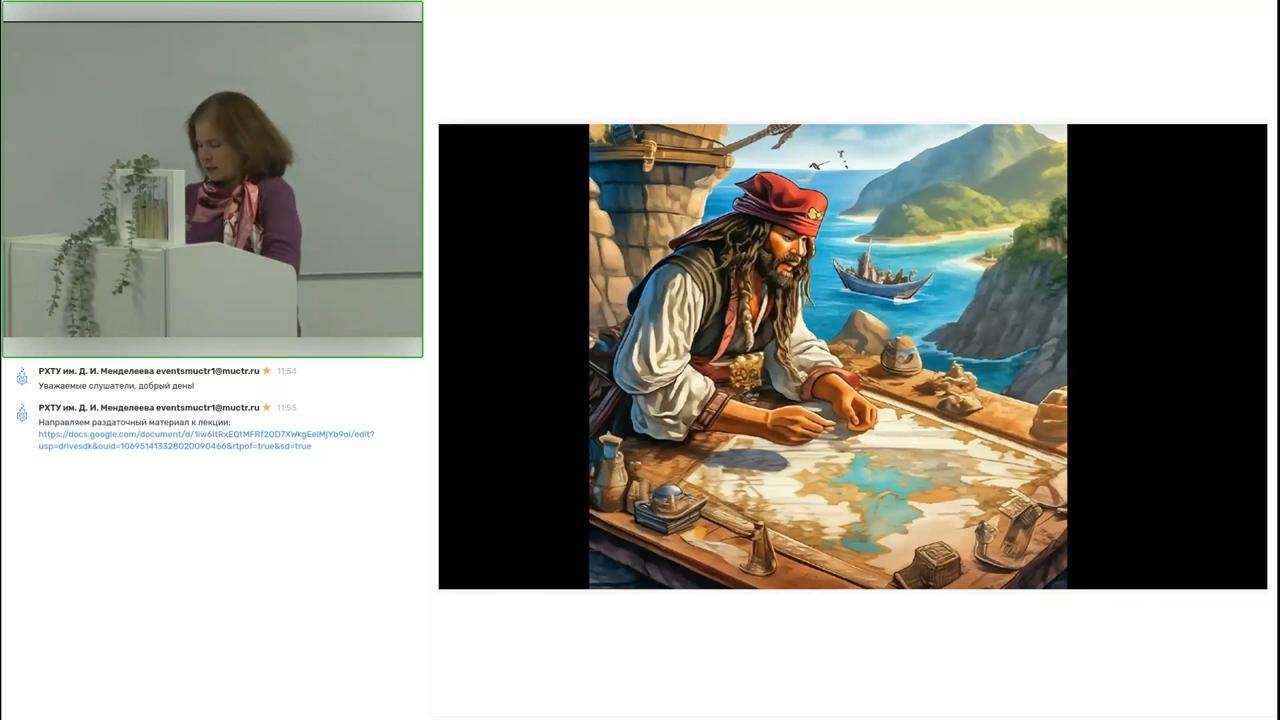 РХТУ им. Д. И. Менделеева eventsmuctr1@muctr.ru 11:54
Уважаемые слушатели, добрый день!
РХТУ им. Д. И. Менделеева eventsmuctr1@muctr.ru 11:55
Направляем раздаточный материал к лекции:
https://docs.google.com/document/d/1iw6ItRxEQtMFRf2OD7XWkgEeiMjYb9oi/edit?
usp=drivesdk&ouid=106951413328020090466&rtpof=true&sd=true